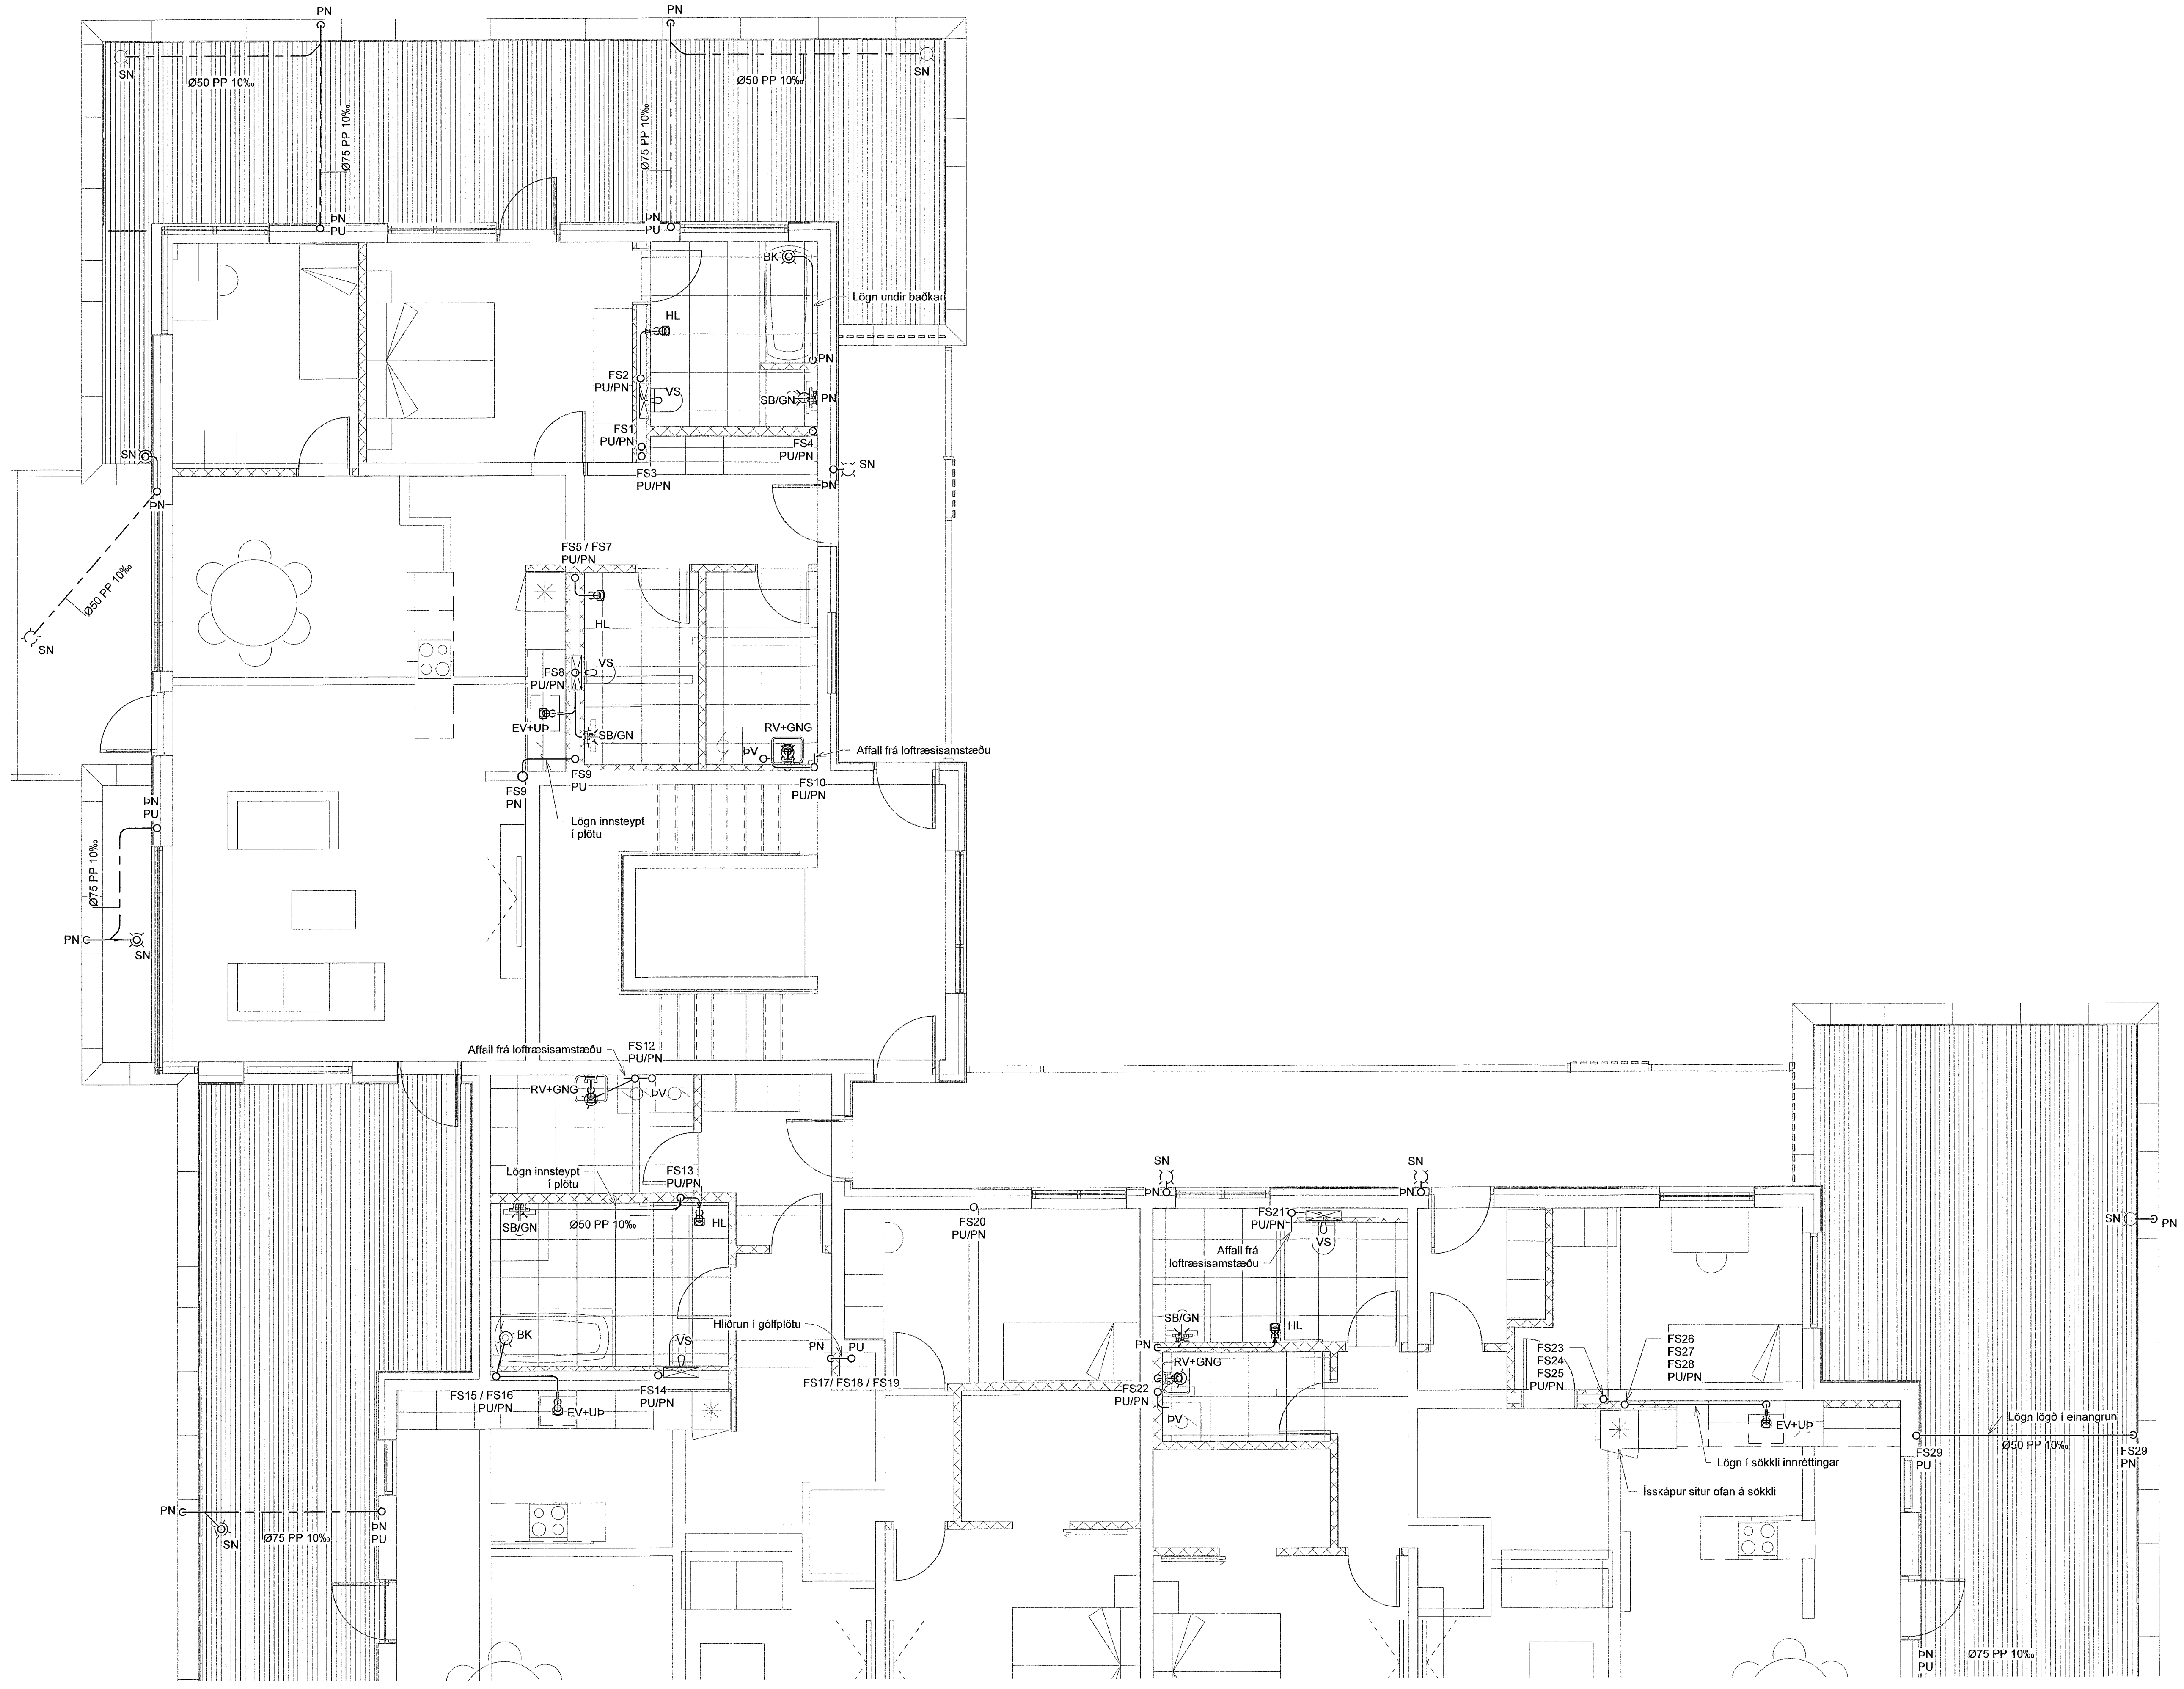 PN
PN
SN
SN
Ø50 PP 10‰
Ø50 PP 10‰
Ø75 PP 10‰
Ø75 PP 10‰
ÞN
PU
ÞN
PU
BK
Lögn undir baðkari
HL
PN
FS2
PU/PN
VS
SB/GN
PN
FS1
PU/PN
FS4
PU/PN
SN
SN
FS3
PU/PN
ÞN
ÞN
FS5 / FS7
PU/PN
Ø50 PP 10‰
HL
SN
VS
FS8
PU/PN
EV+UÞ
SB/GN
RV+GNG
ÞV
Affall frá loftræsisamstæðu
FS9
PU
FS10
PU/PN
FS9
PN
ÞN
PU
Lögn innsteypt
í plötu
Ø75 PP 10‰
PN
SN
Affall frá loftræsisamstæðu
FS12
PU/PN
RV+GNG
ÞV
Lögn innsteypt
í plötu
FS13
PU/PN
SB/GN
Ø50 PP 10‰
HL
SN
SN
ÞN
ÞN
FS20
PU/PN
FS21
PU/PN
VS
Affall frá
loftræsisamstæðu
SN
PN
BK
VS
Hliðrun í gólfplötu
PN
PU
SB/GN
HL
PN
RV+GNG
FS17/ FS18 / FS19
FS15 / FS16
PU/PN
EV+UÞ
FS14
PU/PN
FS22
PU/PN
ÞV
FS23
FS24
FS25
PU/PN
FS26
FS27
FS28
PU/PN
EV+UÞ
Lögn lögð í einangrun
Ø50 PP 10‰
FS29
PU
FS29
PN
Lögn í sökkli innréttingar
Ísskápur situr ofan á sökkli
PN
SN
Ø75 PP 10‰
ÞN
PU
ÞN
PU
Ø75 PP 10‰